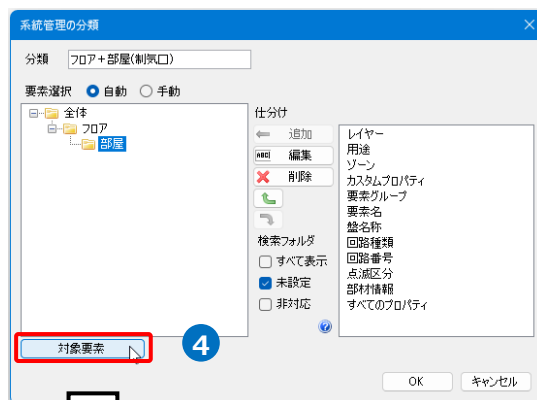 系統管理の分類
分類 フロア+部屋(制気口)
要素選択 自動 手動
全体
フロア
部屋
仕分け
追加
編集
削除
検索フォルダ
すべて表示
未設定
非対応
レイヤー
用途
ゾーン
カスタムプロパティ
要素グループ
要素名
盤名称
回路種類
回路番号
点滅区分
部材情報
すべてのプロパティ
対象要素
4
OK キャンセル